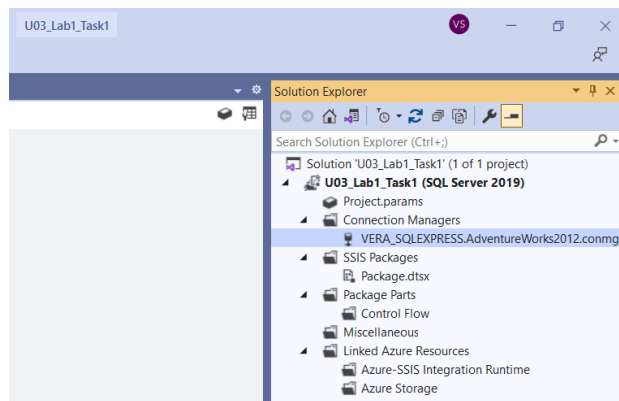 U03_Lab1_Task1
VS
Solution Explorer
Search Solution Explorer (Ctrl+;)
Solution 'U03_Lab1_Task1' (1 of 1 project)
U03_Lab1_Task1 (SQL Server 2019)
Project.params
Connection Managers
VERA_SQLEXPRESS.AdventureWorks2012.conmg
SSIS Packages
Package.dtsx
Package Parts
Control Flow
Miscellaneous
Linked Azure Resources
Azure-SSIS Integration Runtime
Azure Storage